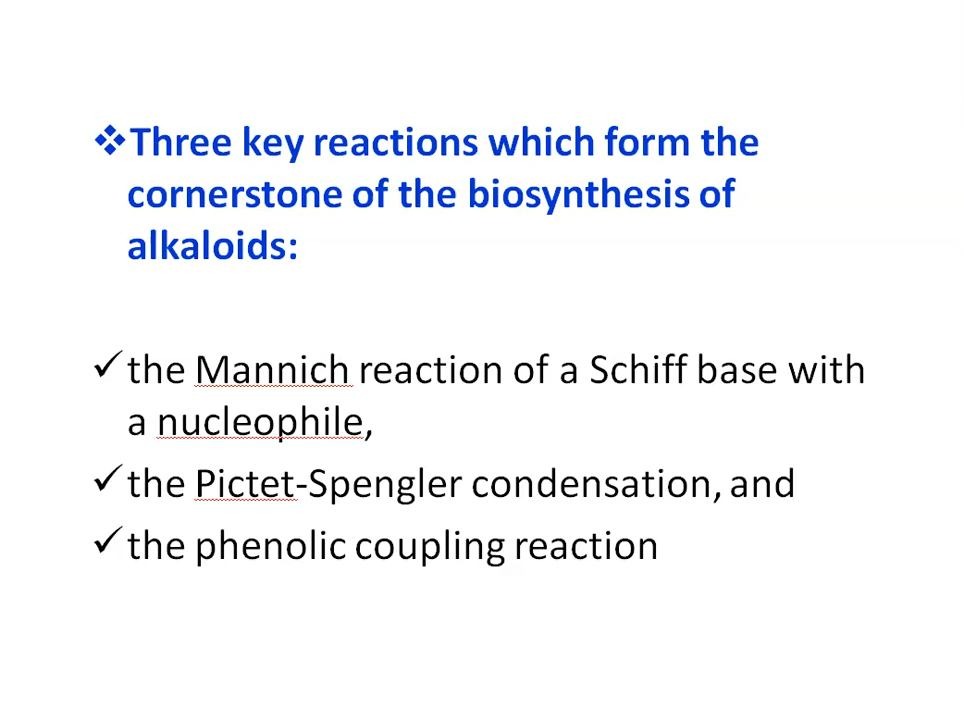 ❖Three key reactions which form the
cornerstone of the biosynthesis of
alkaloids:
✓the Mannich reaction of a Schiff base with
a nucleophile,
✓the Pictet-Spengler condensation, and
✓the phenolic coupling reaction